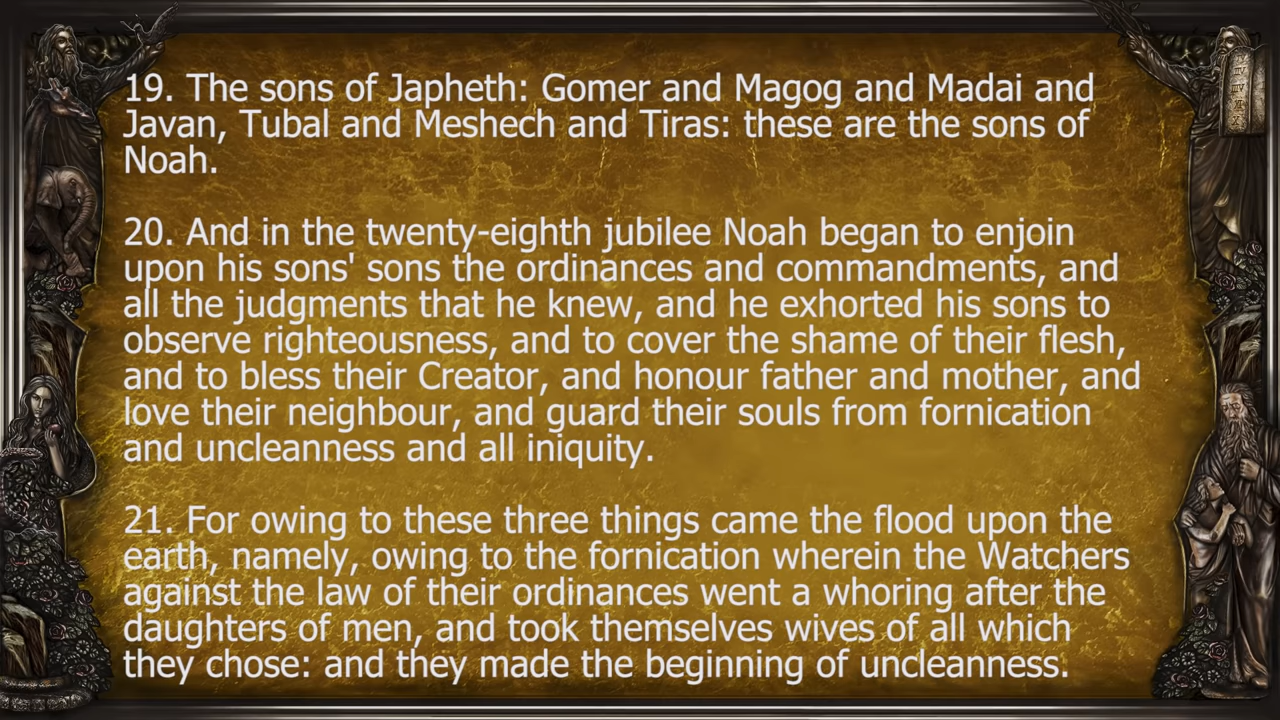 19. The sons of Japheth: Gomer and Magog and Madai and
Javan, Tubal and Meshech and Tiras: these are the sons of
Noah.
20. And in the twenty-eighth jubilee Noah began to enjoin
upon his sons' sons the ordinances and commandments, and
all the judgments that he knew, and he exhorted his sons to
observe righteousness, and to cover the shame of their flesh,
and to bless their Creator, and honour father and mother, and
love their neighbour, and guard their souls from fornication
and uncleanness and all iniquity.
21. For owing to these three things came the flood upon the
earth, namely, owing to the fornication wherein the Watchers
against the law of their ordinances went a whoring after the
daughters of men, and took themselves wives of all which
they chose: and they made the beginning of uncleanness.